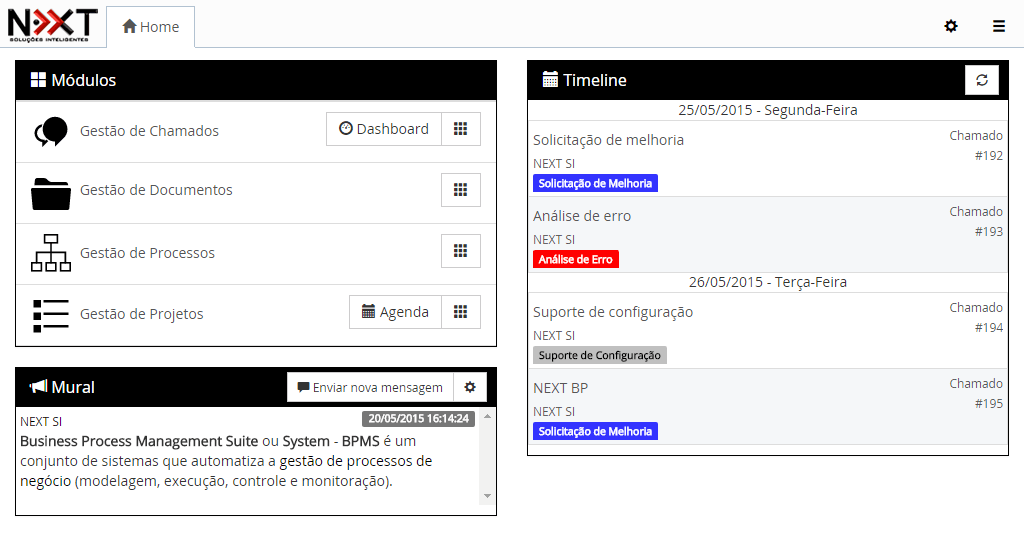 NEXT
SOLUÇÕES INTELIGENTES
Home
Módulos
Gestão de Chamados
Dashboard
Gestão de Documentos
Gestão de Processos
Gestão de Projetos
Agenda
Mural
Enviar nova mensagem
NEXT SI
20/05/2015 16:14:24
Business Process Management Suite ou System - BPMS é um
conjunto de sistemas que automatiza a gestão de processos de
negócio (modelagem, execução, controle e monitoração).
Timeline
25/05/2015 - Segunda-Feira
Solicitação de melhoria
Chamado
NEXT SI
#192
Solicitação de Melhoria
Análise de erro
Chamado
NEXT SI
#193
Análise de Erro
26/05/2015 - Terça-Feira
Suporte de configuração
Chamado
NEXT SI
#194
Suporte de Configuração
NEXT BP
Chamado
NEXT SI
#195
Solicitação de Melhoria